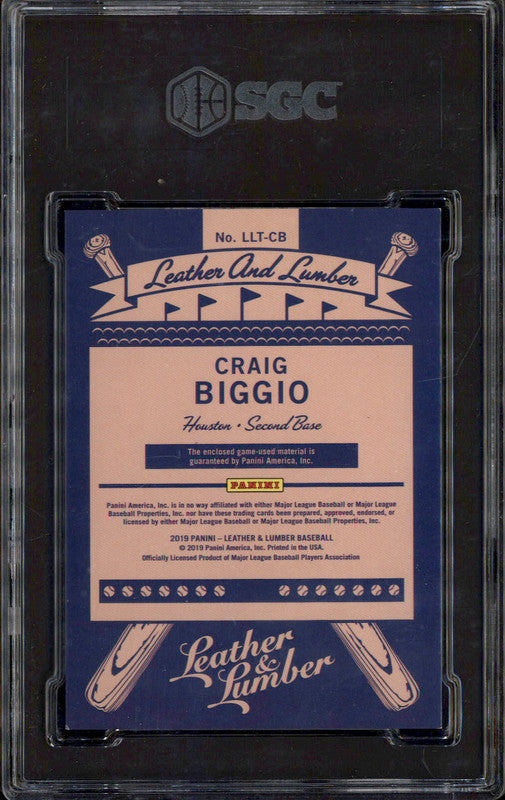 SGC
No. LLT-CB
Leather And Lumber
CRAIG
BIGGIO
Houston • Second Base
The enclosed game-used material is
guaranteed by Panini America, Inc.
PANINI
Panini America, Inc. is in no way affiliated with either Major League Baseball or Major League
Baseball Properties, Inc. nor have these trading cards been prepared, approved, endorsed, or
licensed by either Major League Baseball or Major League Baseball Properties, Inc.
2019 PANINI – LEATHER & LUMBER BASEBALL
© 2019 Panini America, Inc. Printed in the USA.
Officially Licensed Product of Major League Baseball Players Association
Leather
&
Lumber